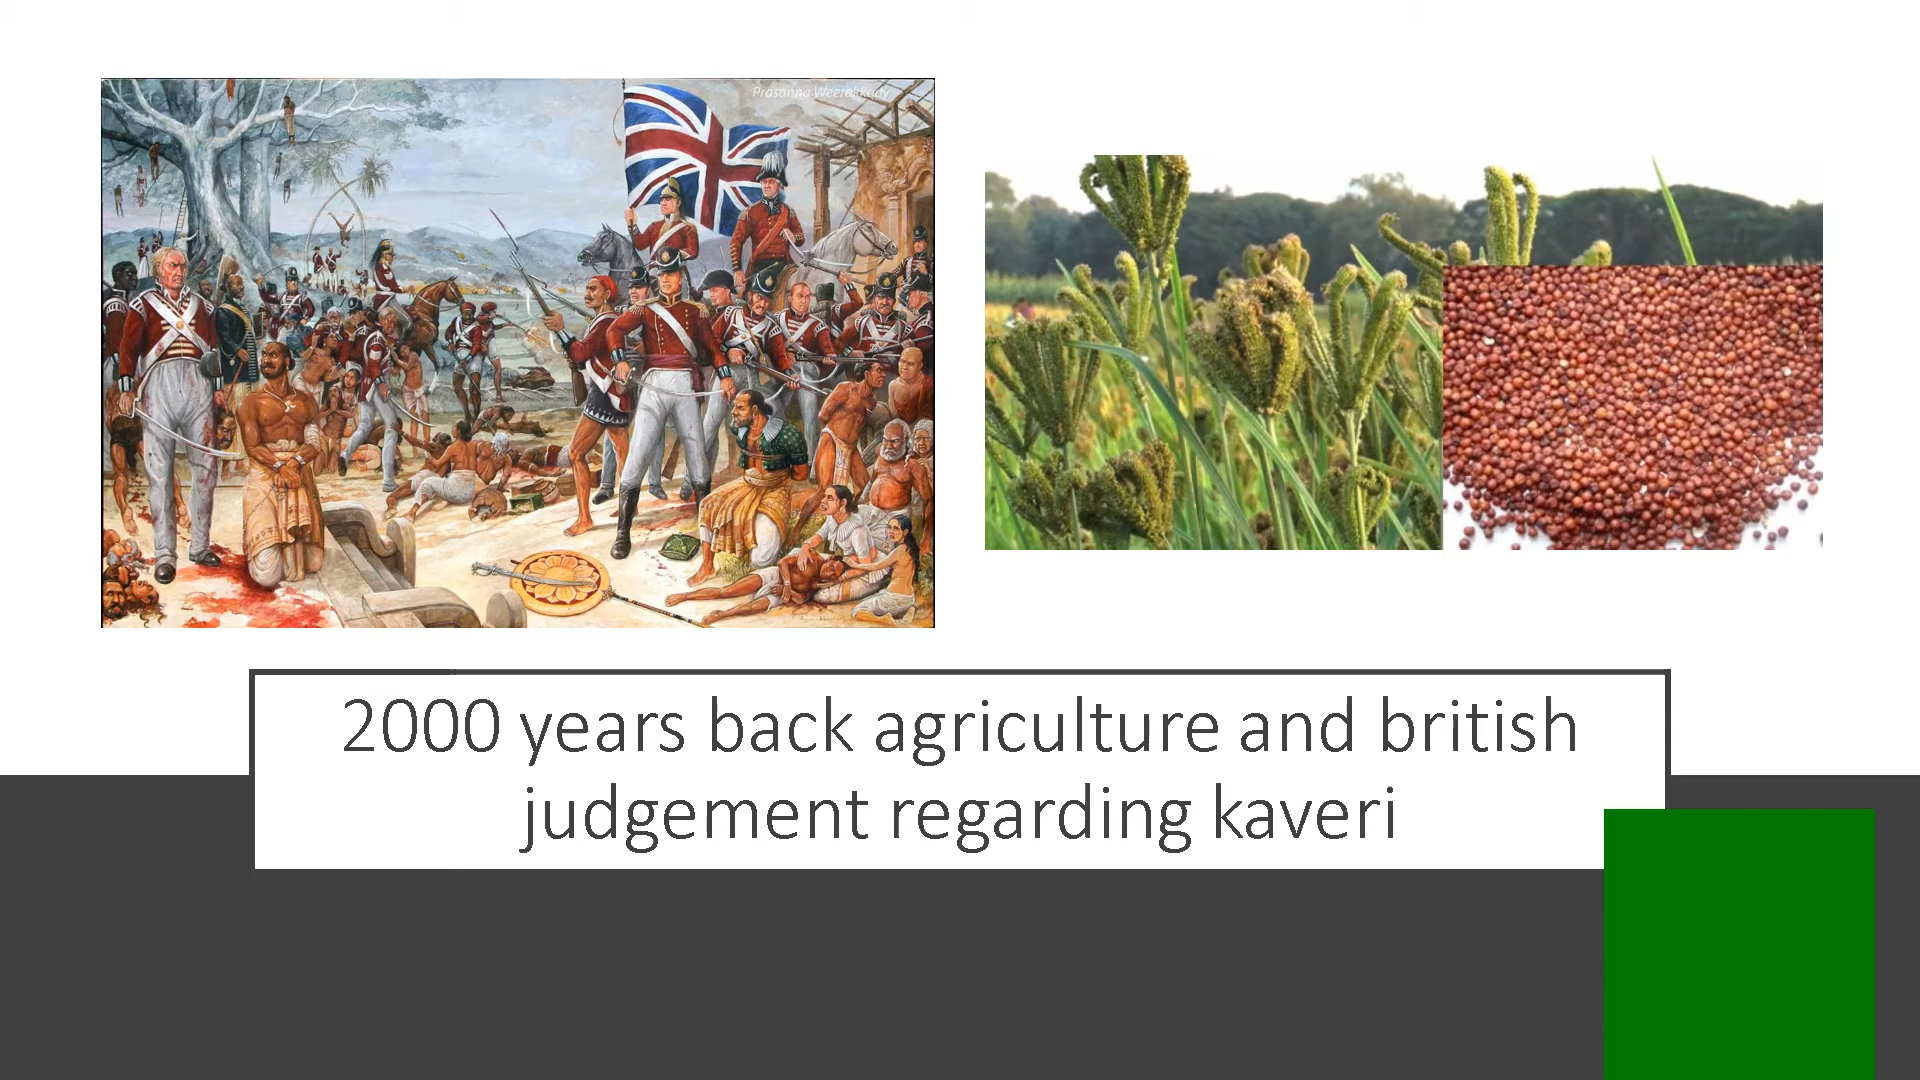 Prasanna Weerakkody
2000 years back agriculture and british
judgement regarding kaveri